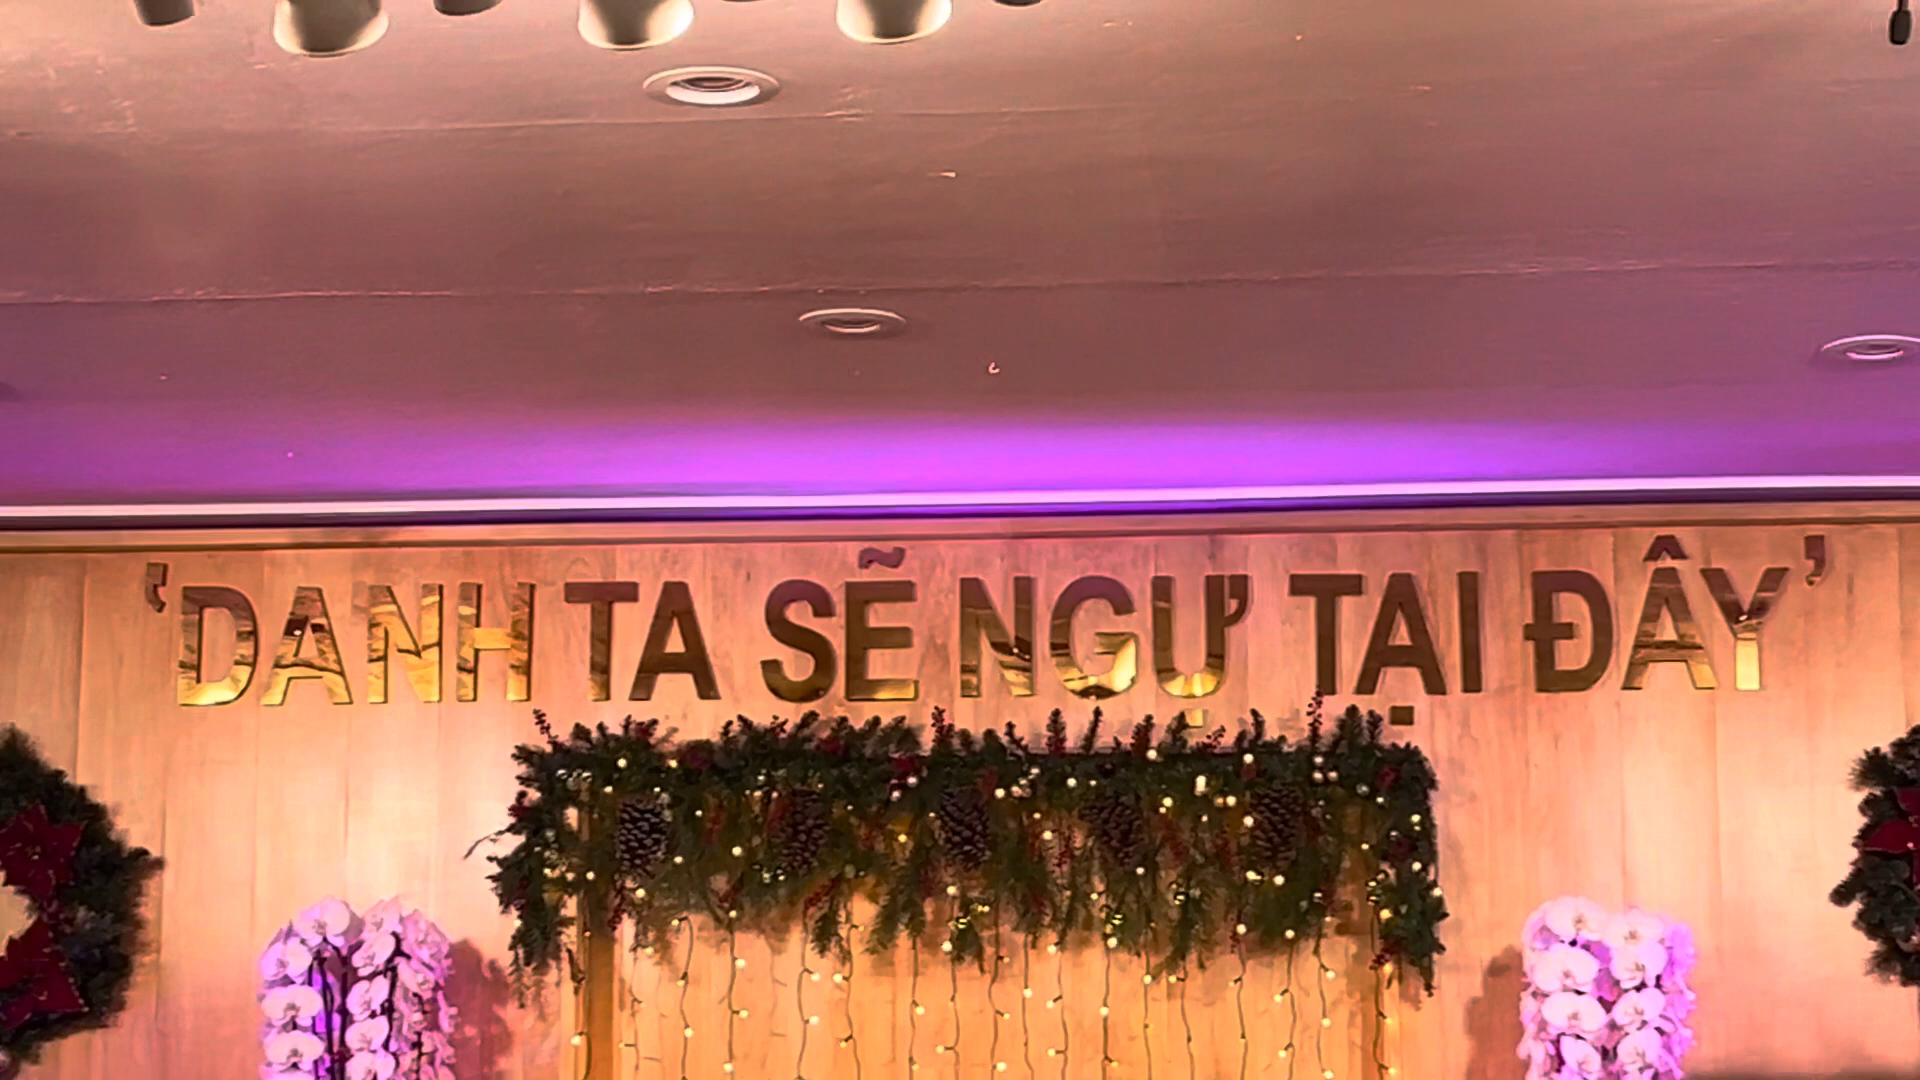 ‘DANH TA SẼ NGỰ TẠI ĐÂY’